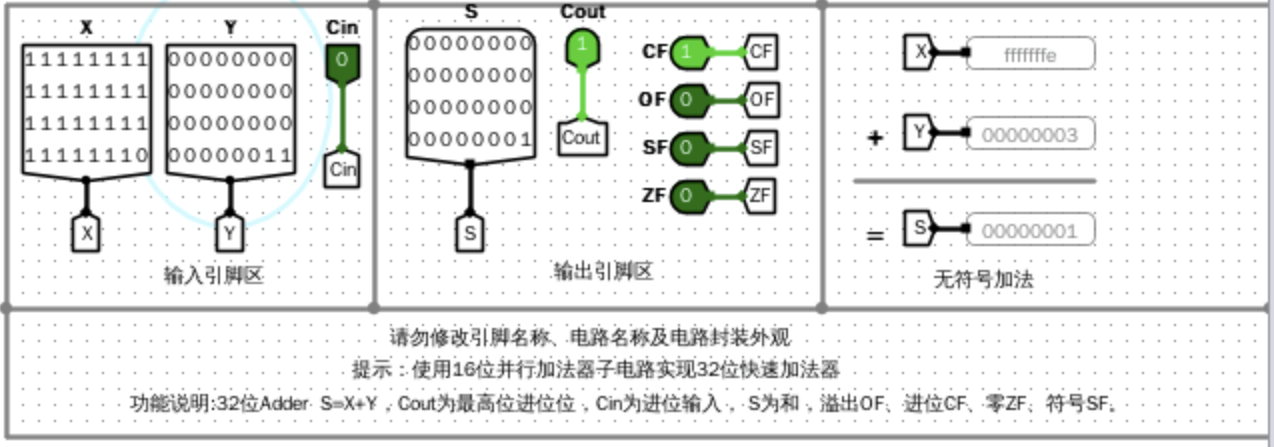 X Y Cin
11111111 00000000 0
11111111 00000000
11111111 00000000
11111110 00000011
Cin
X Y
输入引脚区
S Cout
00000000 1
00000000
00000000
00000001
Cout
S
CF 1 CF
OF 0 OF
SF 0 SF
ZF 0 ZF
输出引脚区
X fffffffe
+ Y 00000003
= S 00000001
无符号加法
请勿修改引脚名称、电路名称及电路封装外观
提示：使用16位并行加法器子电路实现32位快速加法器
功能说明:32位Adder S=X+Y，Cout为最高位进位位，Cin为进位输入， S为和，溢出OF、进位CF、零ZF、符号SF。